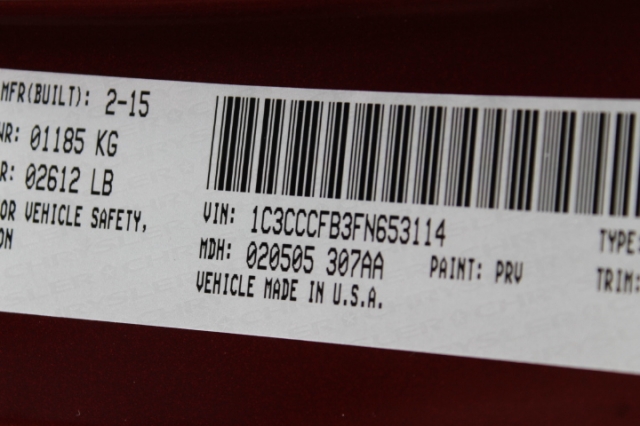 MFR(BUILT): 2-15
WR: 01185 KG
R: 02612 LB
OR VEHICLE SAFETY,
ON
VIN: 1C3CCCFB3FN653114
TYPE:
MDH: 020505 307AA PAINT: PRV
TRIM:
VEHICLE MADE IN U.S.A.